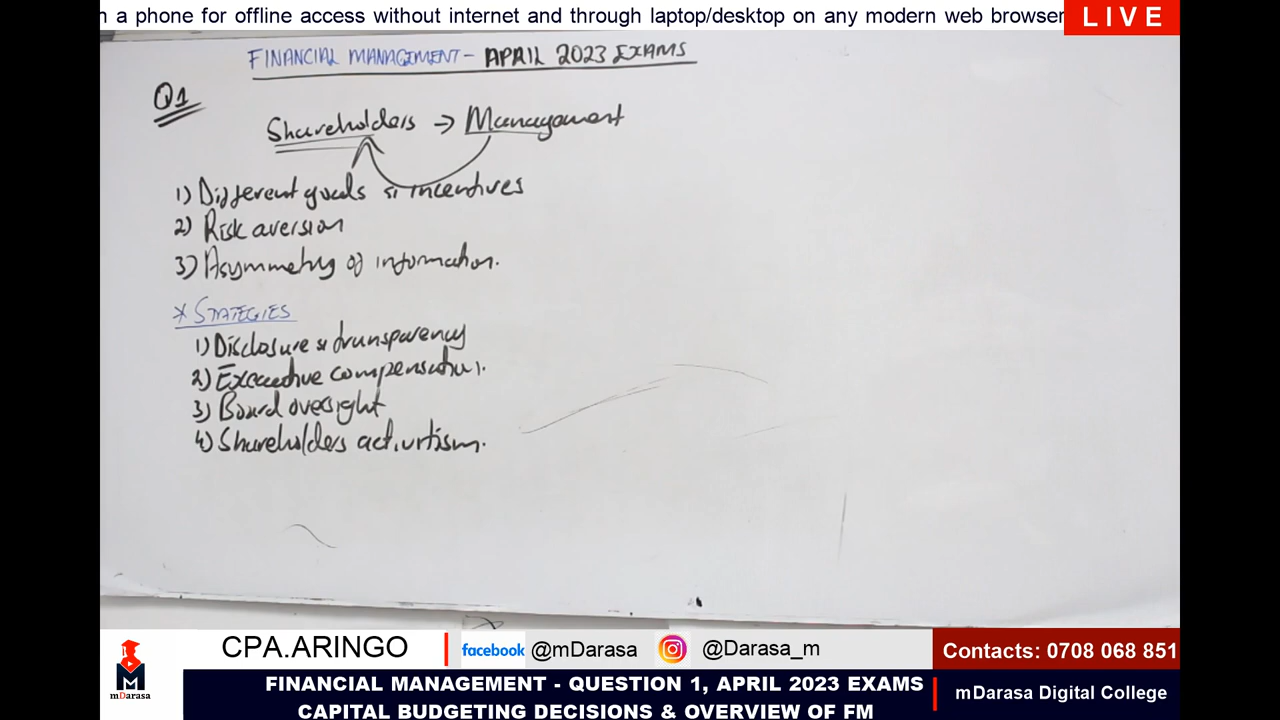 n a phone for offline access without internet and through laptop/desktop on any modern web browser
LIVE
FINANCIAL MANAGEMENT - APRIL 2023 EXAMS
Q1
Shareholders → Management
1) Different goals & incentives
2) Risk aversion
3) Asymmetry of information.
* STATEGIES
1) Disclosure & transparency
2) Executive compensation.
3) Board oversight
4) Shareholders activitism.
CPA.ARINGO
facebook @mDarasa
@Darasa_m
Contacts: 0708 068 851
mDarasa
FINANCIAL MANAGEMENT - QUESTION 1, APRIL 2023 EXAMS
CAPITAL BUDGETING DECISIONS & OVERVIEW OF FM
mDarasa Digital College